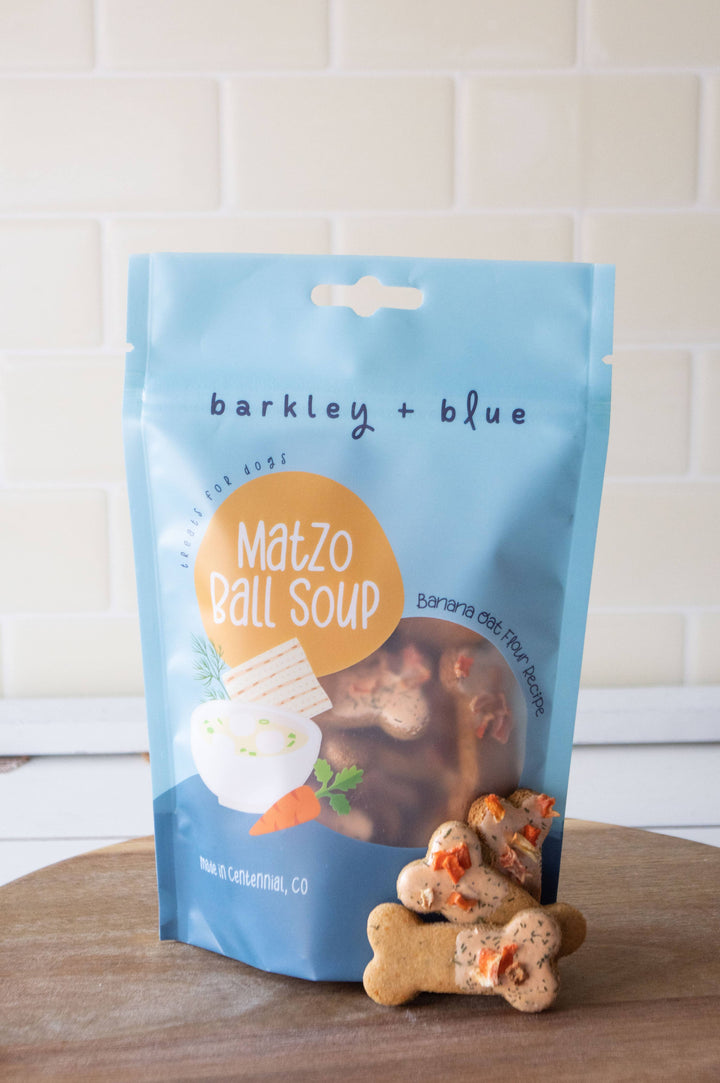 barkley + blue
treats for dogs
Matzo
Ball Soup
Banana Oat Flour Recipe
made in Centennial, CO